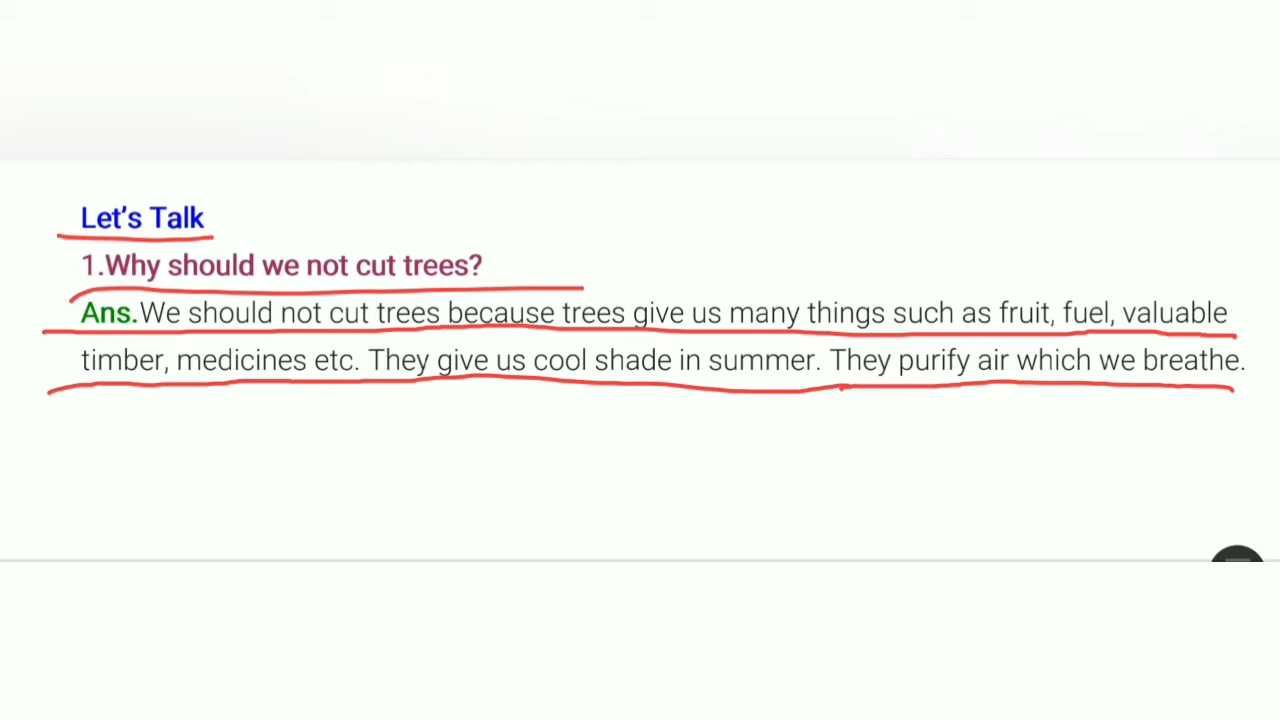 Let's Talk
1.Why should we not cut trees?
Ans.We should not cut trees because trees give us many things such as fruit, fuel, valuable
timber, medicines etc. They give us cool shade in summer. They purify air which we breathe.